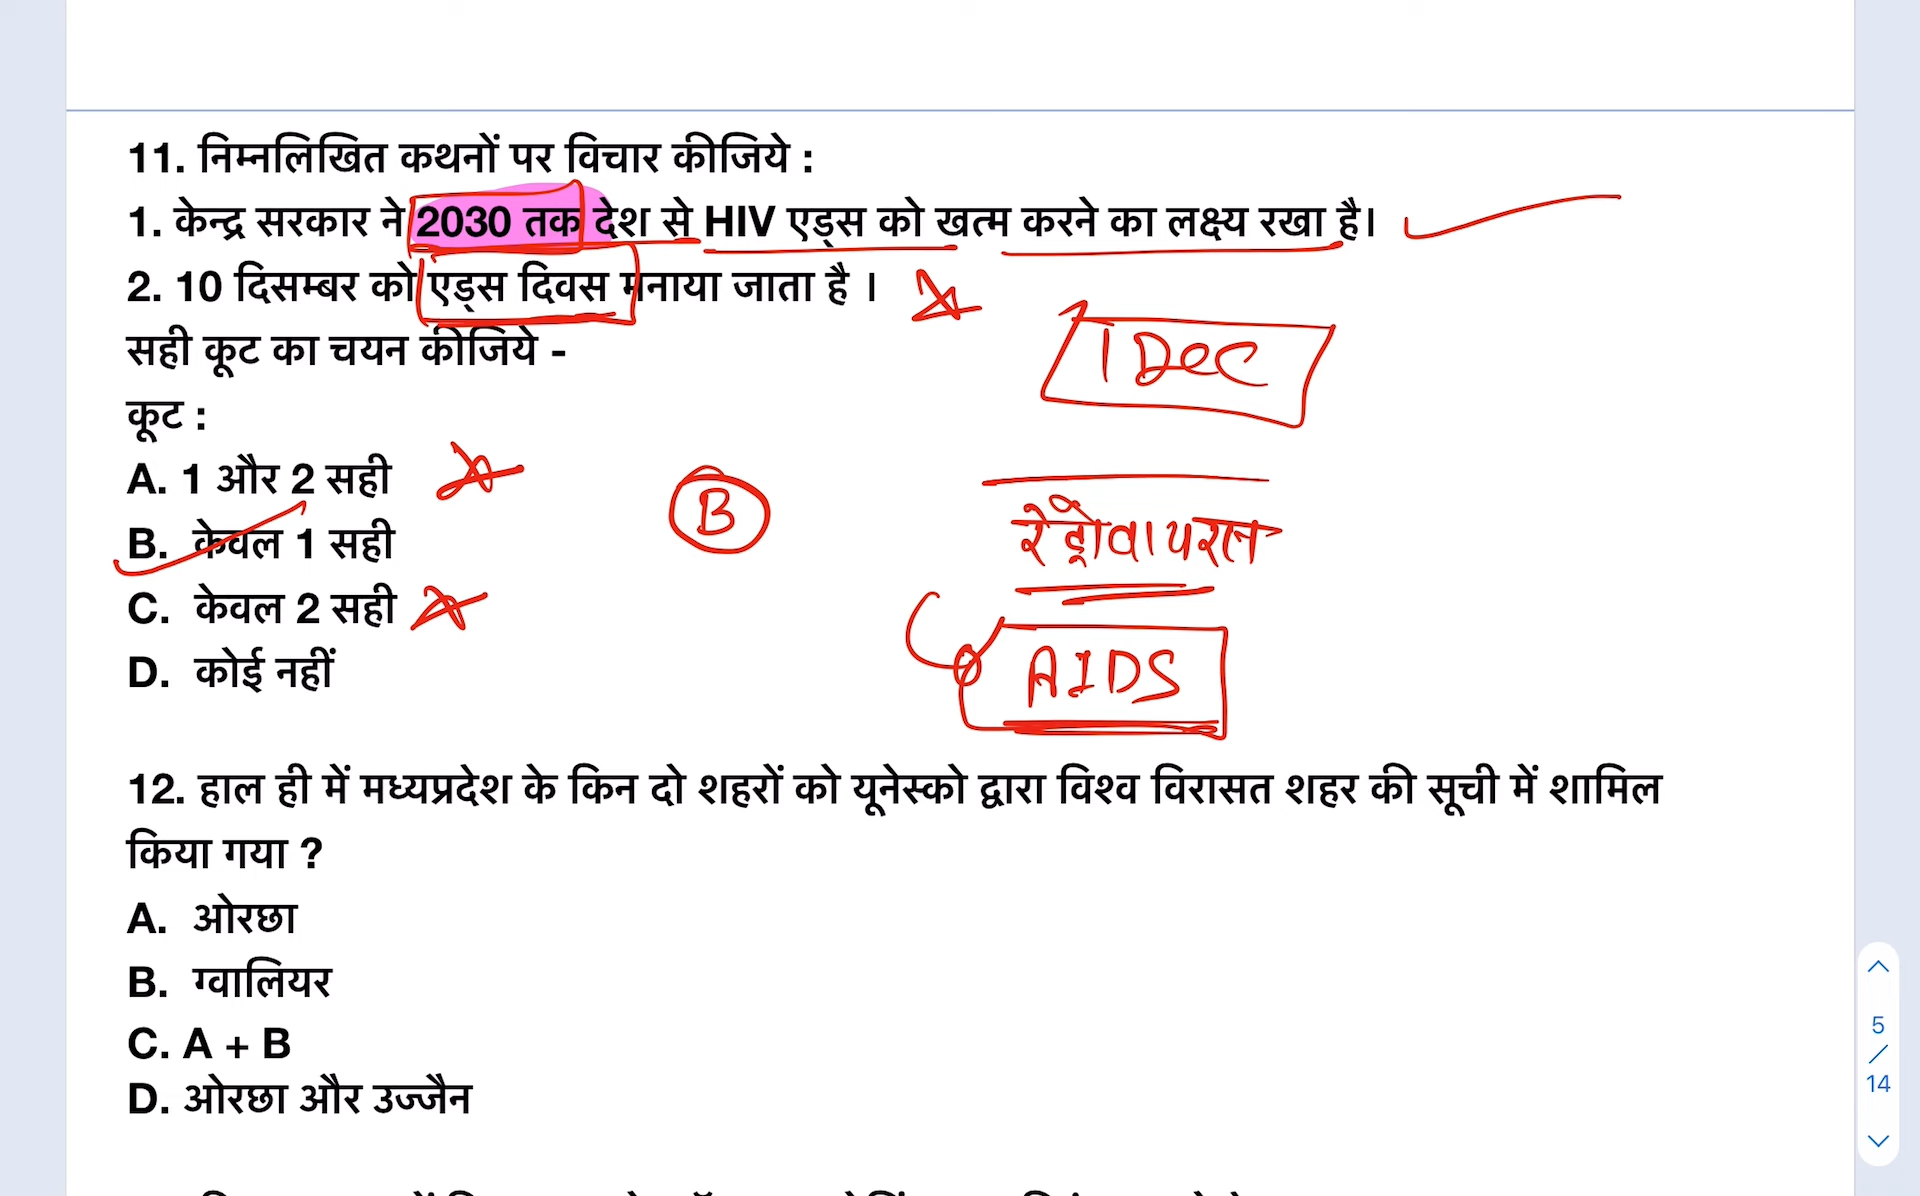 11. निम्नलिखित कथनों पर विचार कीजिये :
1. केन्द्र सरकार ने 2030 तक देश से HIV एड्स को खत्म करने का लक्ष्य रखा है।
2. 10 दिसम्बर को एड्स दिवस मनाया जाता है ।
1 Dec
सही कूट का चयन कीजिये -
कूट :
A. 1 और 2 सही
B. केवल 1 सही
B
रेट्रोवायरस
C. केवल 2 सही
D. कोई नहीं
AIDS
12. हाल ही में मध्यप्रदेश के किन दो शहरों को यूनेस्को द्वारा विश्व विरासत शहर की सूची में शामिल
किया गया ?
A. ओरछा
B. ग्वालियर
C. A + B
D. ओरछा और उज्जैन
5
/
14